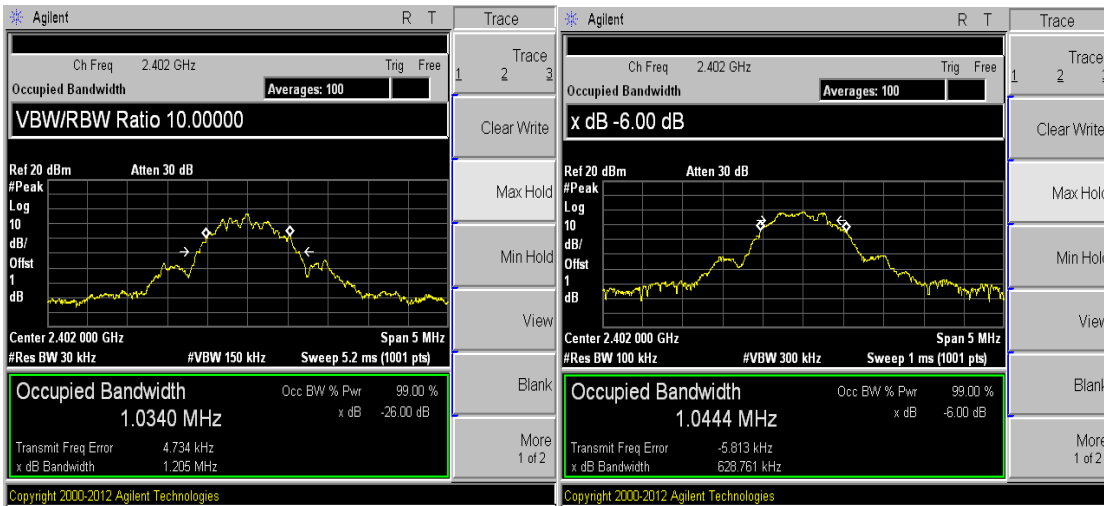 Agilent R T Trace
Ch Freq 2.402 GHz Trig Free
Occupied Bandwidth Averages: 100
VBW/RBW Ratio 10.00000
Ref 20 dBm Atten 30 dB
#Peak
Log
10
dB/
Offst
1
dB
Center 2.402 000 GHz Span 5 MHz
#Res BW 30 kHz #VBW 150 kHz Sweep 5.2 ms (1001 pts)
Occupied Bandwidth Occ BW % Pwr 99.00 %
1.0340 MHz x dB -26.00 dB
Transmit Freq Error 4.734 kHz
x dB Bandwidth 1.205 MHz
Copyright 2000-2012 Agilent Technologies
Trace
1 2 3
Clear Write
Max Hold
Min Hold
View
Blank
More
1 of 2
Agilent R T Trace
Ch Freq 2.402 GHz Trig Free
Occupied Bandwidth Averages: 100
x dB -6.00 dB
Ref 20 dBm Atten 30 dB
#Peak
Log
10
dB/
Offst
1
dB
Center 2.402 000 GHz Span 5 MHz
#Res BW 100 kHz #VBW 300 kHz Sweep 1 ms (1001 pts)
Occupied Bandwidth Occ BW % Pwr 99.00 %
1.0444 MHz x dB -6.00 dB
Transmit Freq Error -5.813 kHz
x dB Bandwidth 628.761 kHz
Copyright 2000-2012 Agilent Technologies
Trace
1 2
Clear Write
Max Hold
Min Hold
View
Blank
More
1 of 2